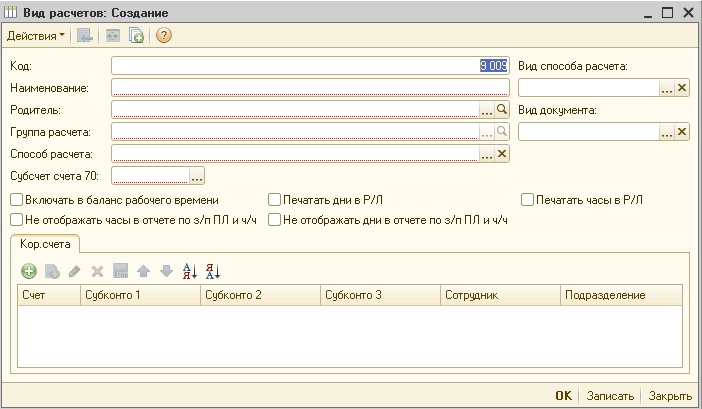 Вид расчетов: Создание
Действия
Код: 9 009 Вид способа расчета:
Наименование:
Родитель: Вид документа:
Группа расчета:
Способ расчета:
Субсчет счета 70:
Включать в баланс рабочего времени Печатать дни в Р/Л Печатать часы в Р/Л
Не отображать часы в отчете по з/п ПЛ и ч/ч Не отображать дни в отчете по з/п ПЛ и ч/ч
Кор.счета
Счет Субконто 1 Субконто 2 Субконто 3 Сотрудник Подразделение
OK Записать Закрыть